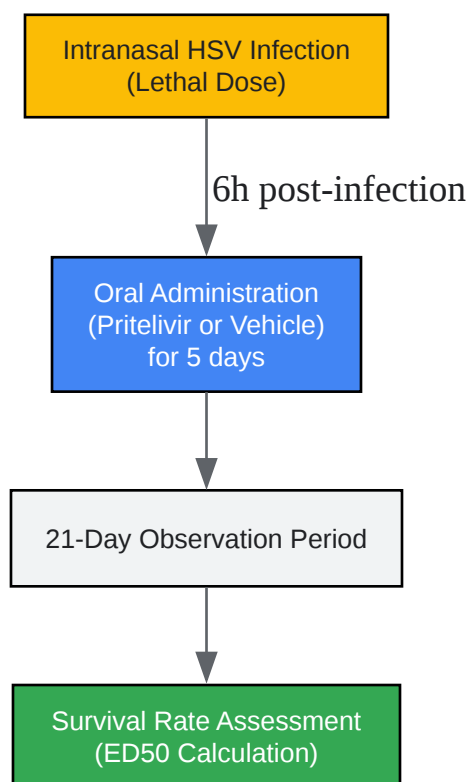 Intranasal HSV Infection
(Lethal Dose)
6h post-infection
Oral Administration
(Pritelivir or Vehicle)
for 5 days
21-Day Observation Period
Survival Rate Assessment
(ED50 Calculation)